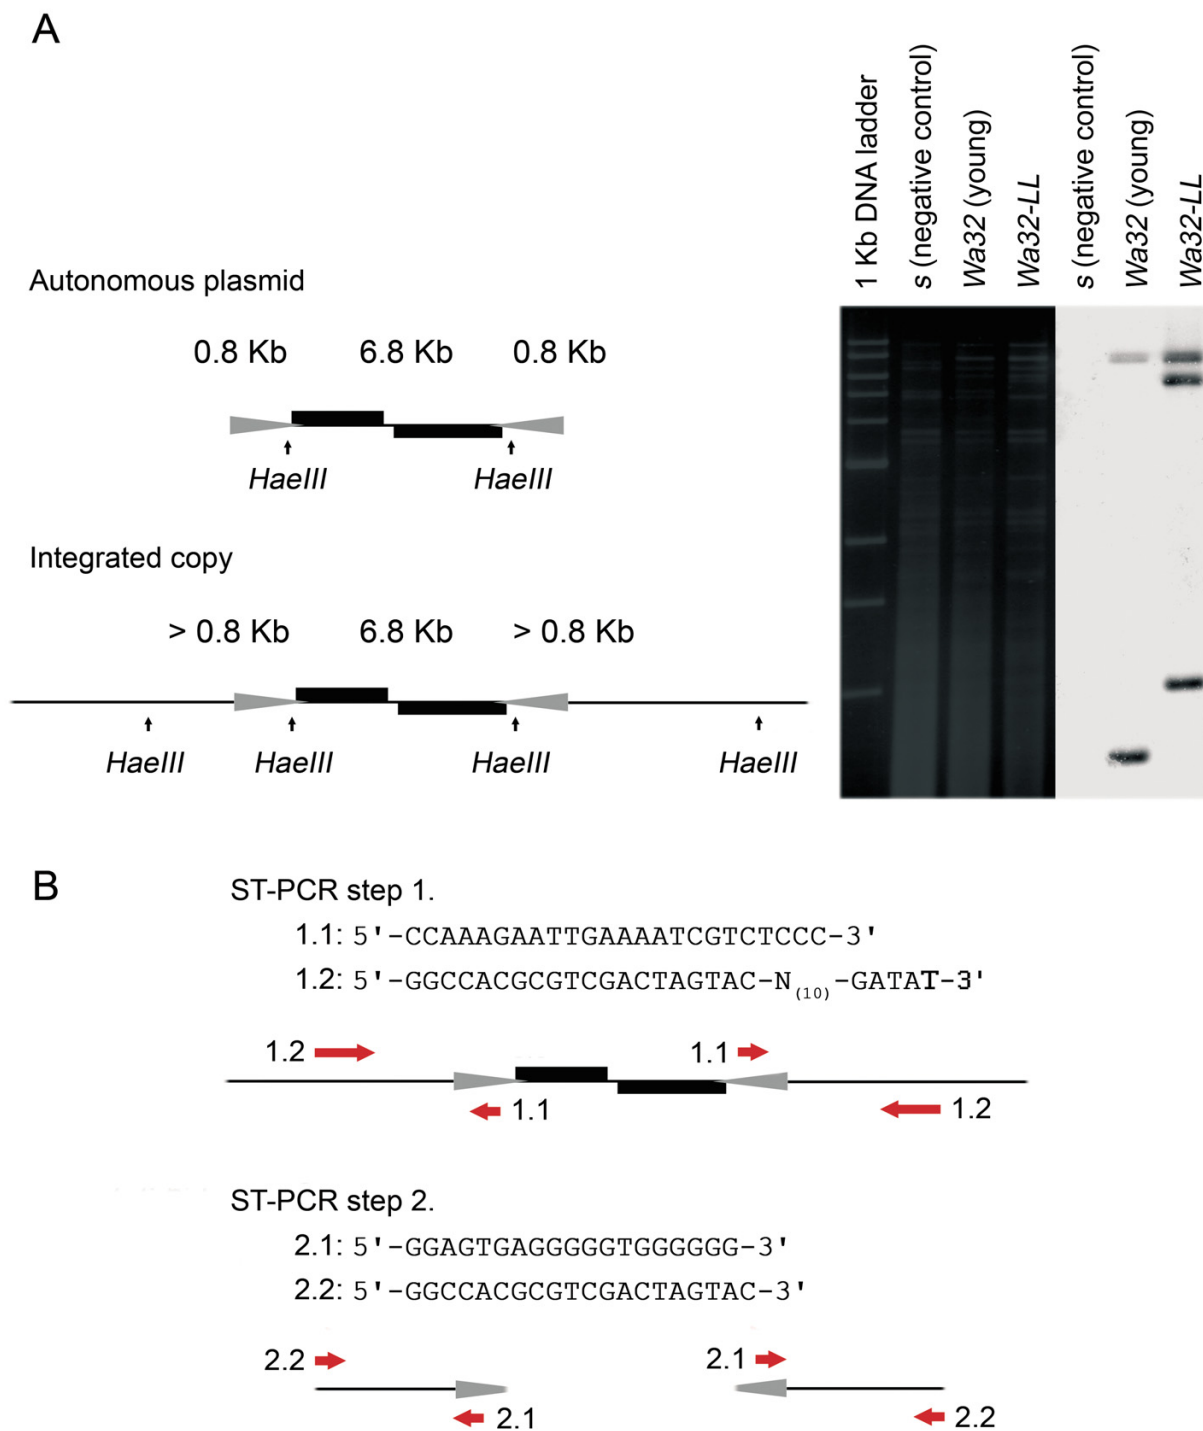 A
1 Kb DNA ladder
s (negative control)
Wa32 (young)
Wa32-LL
s (negative control)
Wa32 (young)
Wa32-LL
Autonomous plasmid
0.8 Kb 6.8 Kb 0.8 Kb
HaeIII HaeIII
Integrated copy
> 0.8 Kb 6.8 Kb > 0.8 Kb
HaeIII HaeIII HaeIII HaeIII
B
ST-PCR step 1.
1.1: 5'-CCAAAGAATTGAAAATCGTCTCCC-3'
1.2: 5'-GGCCACGCGTCGACTAGTAC-N(10)-GATAT-3'
1.2 1.1
1.1 1.2
ST-PCR step 2.
2.1: 5'-GGAGTGAGGGGGTGGGGGG-3'
2.2: 5'-GGCCACGCGTCGACTAGTAC-3'
2.2 2.1
2.1 2.2